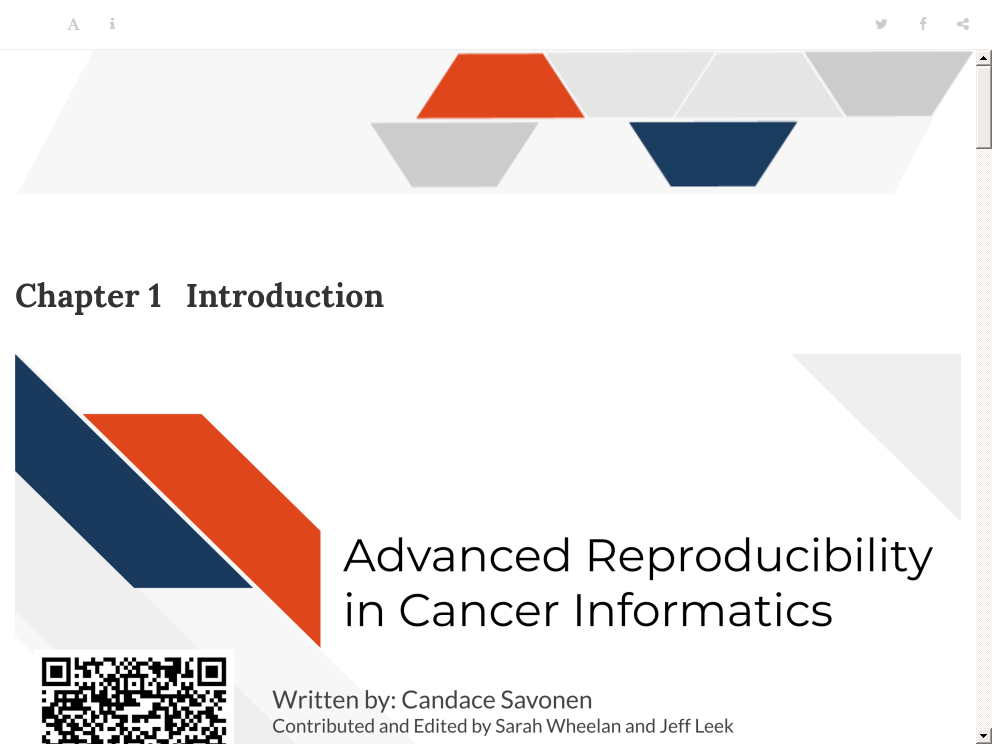 A i
Chapter 1 Introduction
Advanced Reproducibility
in Cancer Informatics
Written by: Candace Savonen
Contributed and Edited by Sarah Wheelan and Jeff Leek